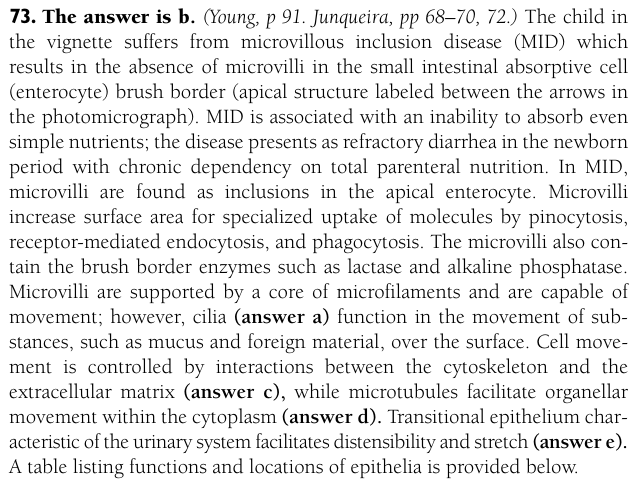 73. The answer is b. (Young, p 91. Junqueira, pp 68–70, 72.) The child in
the vignette suffers from microvillous inclusion disease (MID) which
results in the absence of microvilli in the small intestinal absorptive cell
(enterocyte) brush border (apical structure labeled between the arrows in
the photomicrograph). MID is associated with an inability to absorb even
simple nutrients; the disease presents as refractory diarrhea in the newborn
period with chronic dependency on total parenteral nutrition. In MID,
microvilli are found as inclusions in the apical enterocyte. Microvilli
increase surface area for specialized uptake of molecules by pinocytosis,
receptor-mediated endocytosis, and phagocytosis. The microvilli also con-
tain the brush border enzymes such as lactase and alkaline phosphatase.
Microvilli are supported by a core of microfilaments and are capable of
movement; however, cilia (answer a) function in the movement of sub-
stances, such as mucus and foreign material, over the surface. Cell move-
ment is controlled by interactions between the cytoskeleton and the
extracellular matrix (answer c), while microtubules facilitate organellar
movement within the cytoplasm (answer d). Transitional epithelium char-
acteristic of the urinary system facilitates distensibility and stretch (answer e).
A table listing functions and locations of epithelia is provided below.